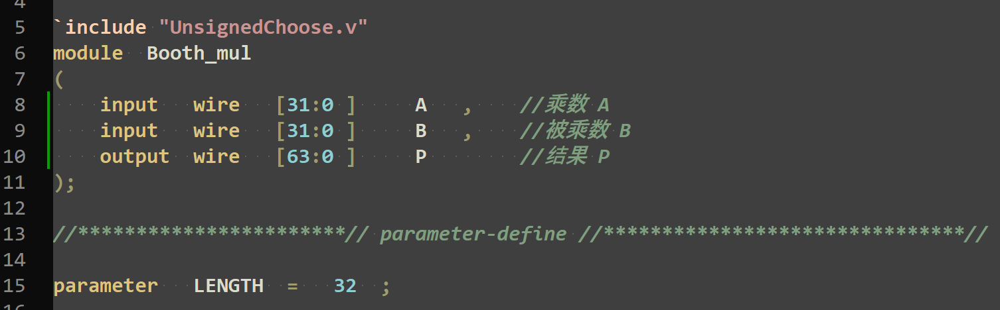 4
5 `include "UnsignedChoose.v"
6 module Booth_mul
7 (
8 input wire [31:0 ] A , //乘数 A
9 input wire [31:0 ] B , //被乘数 B
10 output wire [63:0 ] P //结果 P
11 );
12
13 //***********************// parameter-define //*******************************//
14
15 parameter LENGTH = 32 ;
16